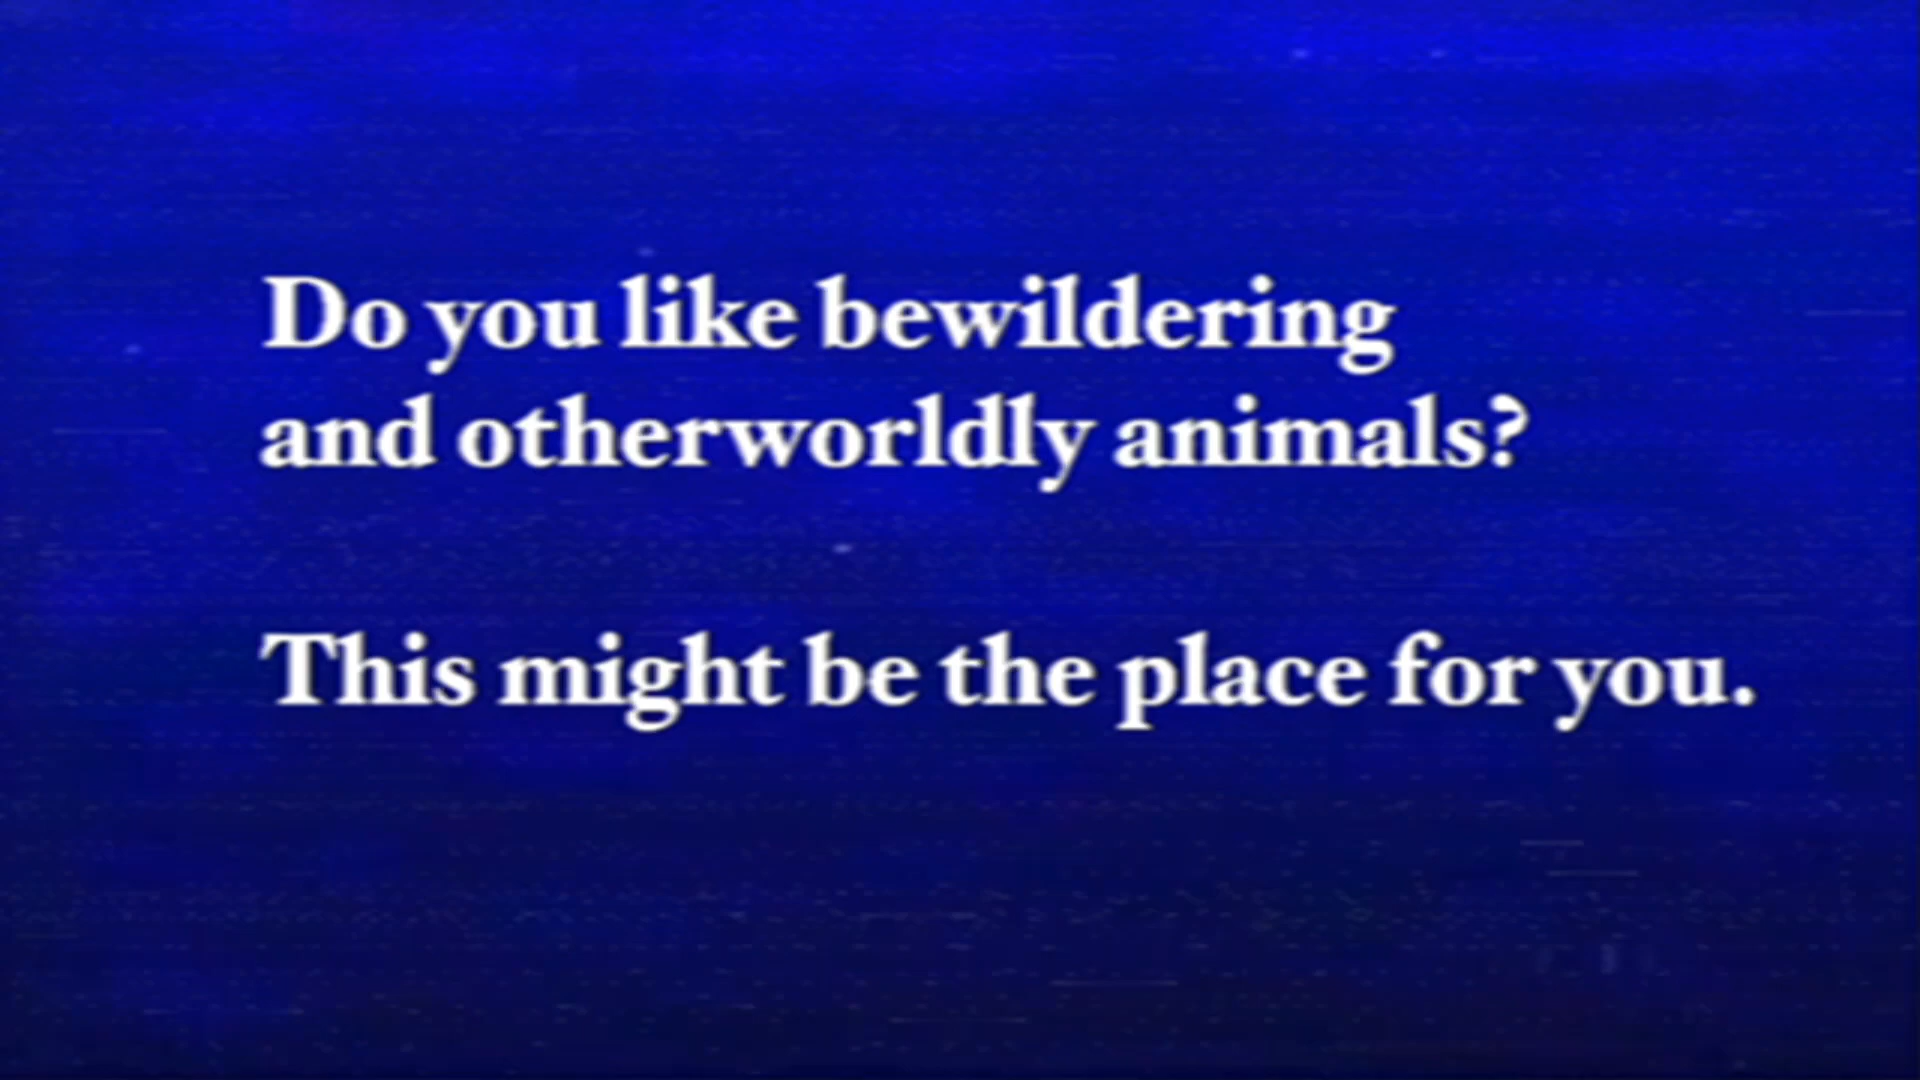 Do you like bewildering
and otherworldly animals?
This might be the place for you.